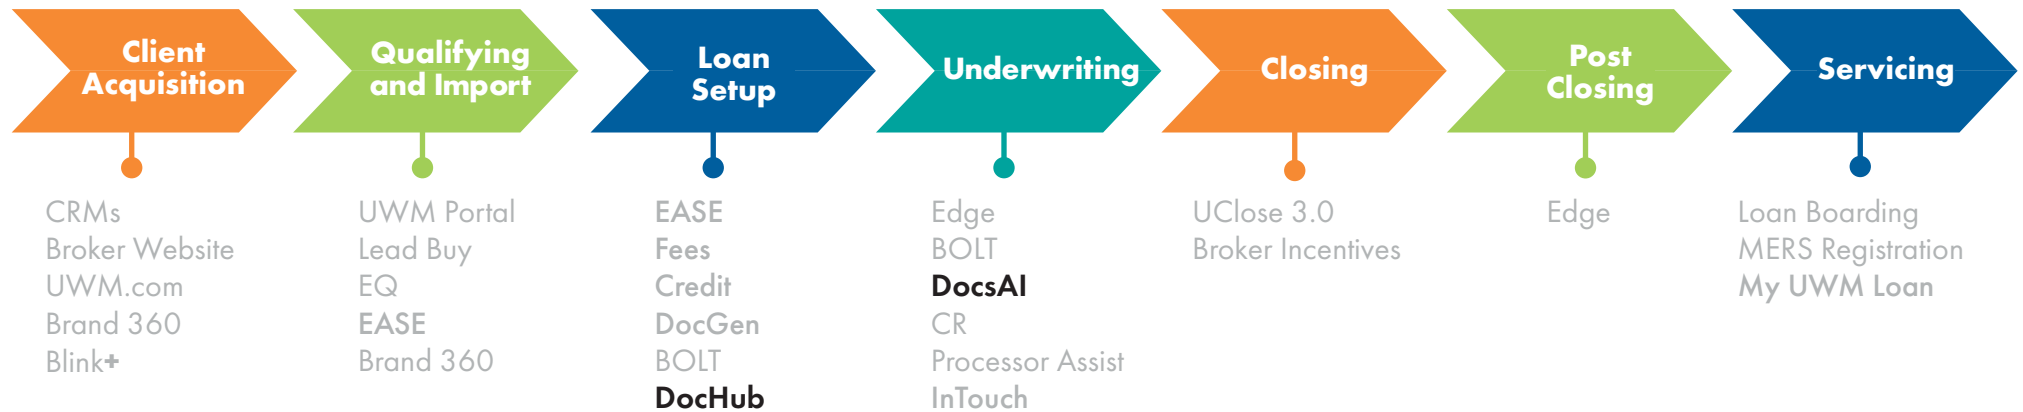 Client
Acquisition
Qualifying
and Import
Loan
Setup
Underwriting
Closing
Post
Closing
Servicing
CRMs
Broker Website
UWM.com
Brand 360
Blink+
UWM Portal
Lead Buy
EQ
EASE
Brand 360
EASE
Fees
Credit
DocGen
BOLT
DocHub
Edge
BOLT
DocsAI
CR
Processor Assist
InTouch
UClose 3.0
Broker Incentives
Edge
Loan Boarding
MERS Registration
My UWM Loan